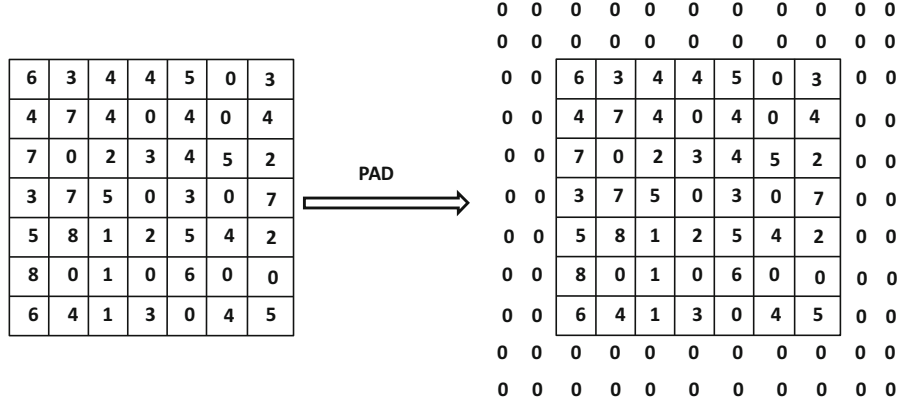 6 3 4 4 5 0 3
4 7 4 0 4 0 4
7 0 2 3 4 5 2
3 7 5 0 3 0 7
5 8 1 2 5 4 2
8 0 1 0 6 0 0
6 4 1 3 0 4 5
PAD
0 0 0 0 0 0 0 0 0 0 0
0 0 0 0 0 0 0 0 0 0 0
0 0 6 3 4 4 5 0 3 0 0
0 0 4 7 4 0 4 0 4 0 0
0 0 7 0 2 3 4 5 2 0 0
0 0 3 7 5 0 3 0 7 0 0
0 0 5 8 1 2 5 4 2 0 0
0 0 8 0 1 0 6 0 0 0 0
0 0 6 4 1 3 0 4 5 0 0
0 0 0 0 0 0 0 0 0 0 0
0 0 0 0 0 0 0 0 0 0 0